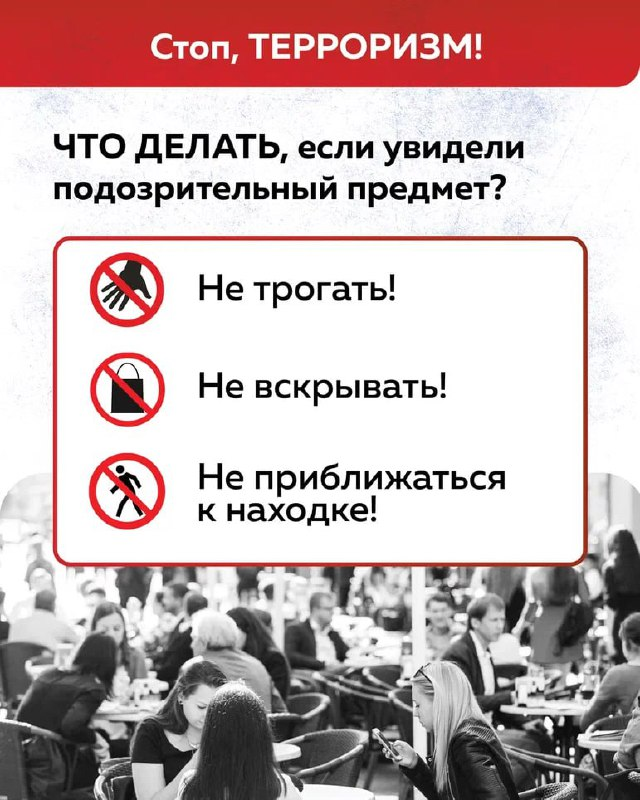 Стоп, ТЕРРОРИЗМ!
ЧТО ДЕЛАТЬ, если увидели
подозрительный предмет?
Не трогать!
Не вскрывать!
Не приближаться
к находке!